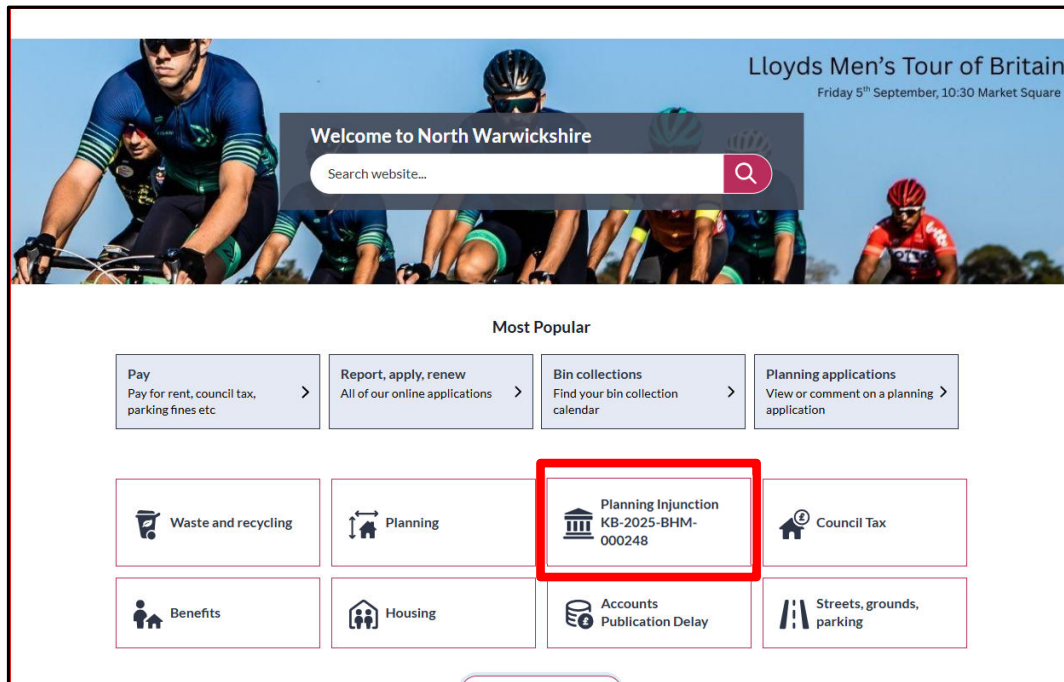 Lloyds Men's Tour of Britain
Friday 5th September, 10:30 Market Square
Welcome to North Warwickshire
Search website...
Most Popular
Pay
Pay for rent, council tax,
parking fines etc
Report, apply, renew
All of our online applications
Bin collections
Find your bin collection
calendar
Planning applications
View or comment on a planning
application
Waste and recycling
Planning
Planning Injunction
KB-2025-BHM-
000248
Council Tax
Benefits
Housing
Accounts
Publication Delay
Streets, grounds,
parking